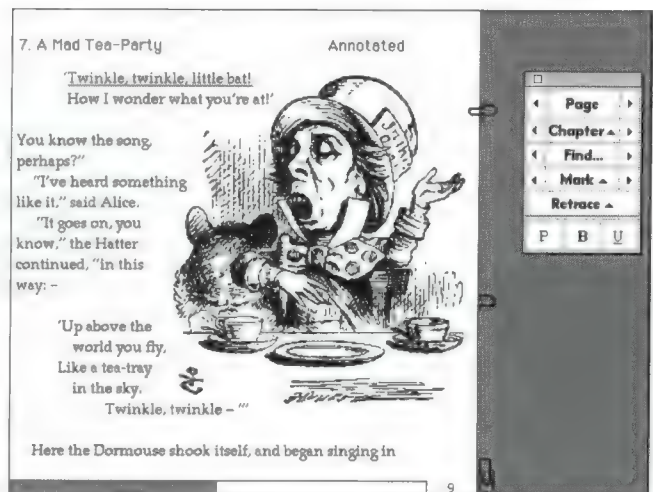 7. A Mad Tea-Party
Annotated
'Twinkle, twinkle, little bat!
How I wonder what you're at!'
You know the song,
perhaps?"
"I've heard something
like it," said Alice.
"It goes on, you
know," the Hatter
continued, "in this
way: –
'Up above the
world you fly,
Like a tea-tray
in the sky.
Twinkle, twinkle – '"
Here the Dormouse shook itself, and began singing in
9
Page
Chapter
Find...
Mark
Retrace
P B U